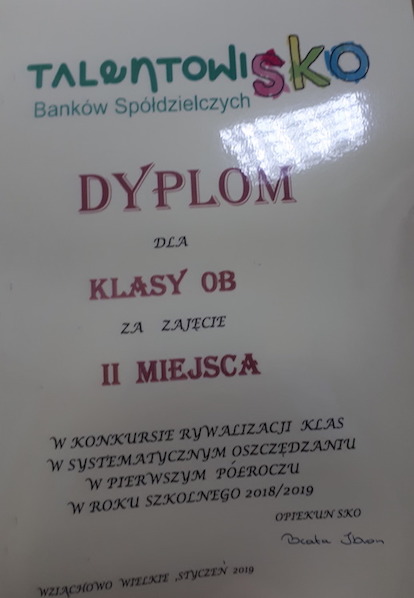 TALENTOWISKO
Banków Spółdzielczych
DYPLOM
DLA
KLASY 0B
ZA ZAJĘCIE
II MIEJSCA
W KONKURSIE RYWALIZACJI KLAS
W SYSTEMATYCZNYM OSZCZĘDZANIU
W PIERWSZYM PÓŁROCZU
W ROKU SZKOLNEGO 2018/2019
OPIEKUN SKO
Beata
WZIĄCHOWO WIELKIE ,STYCZEŃ 2019